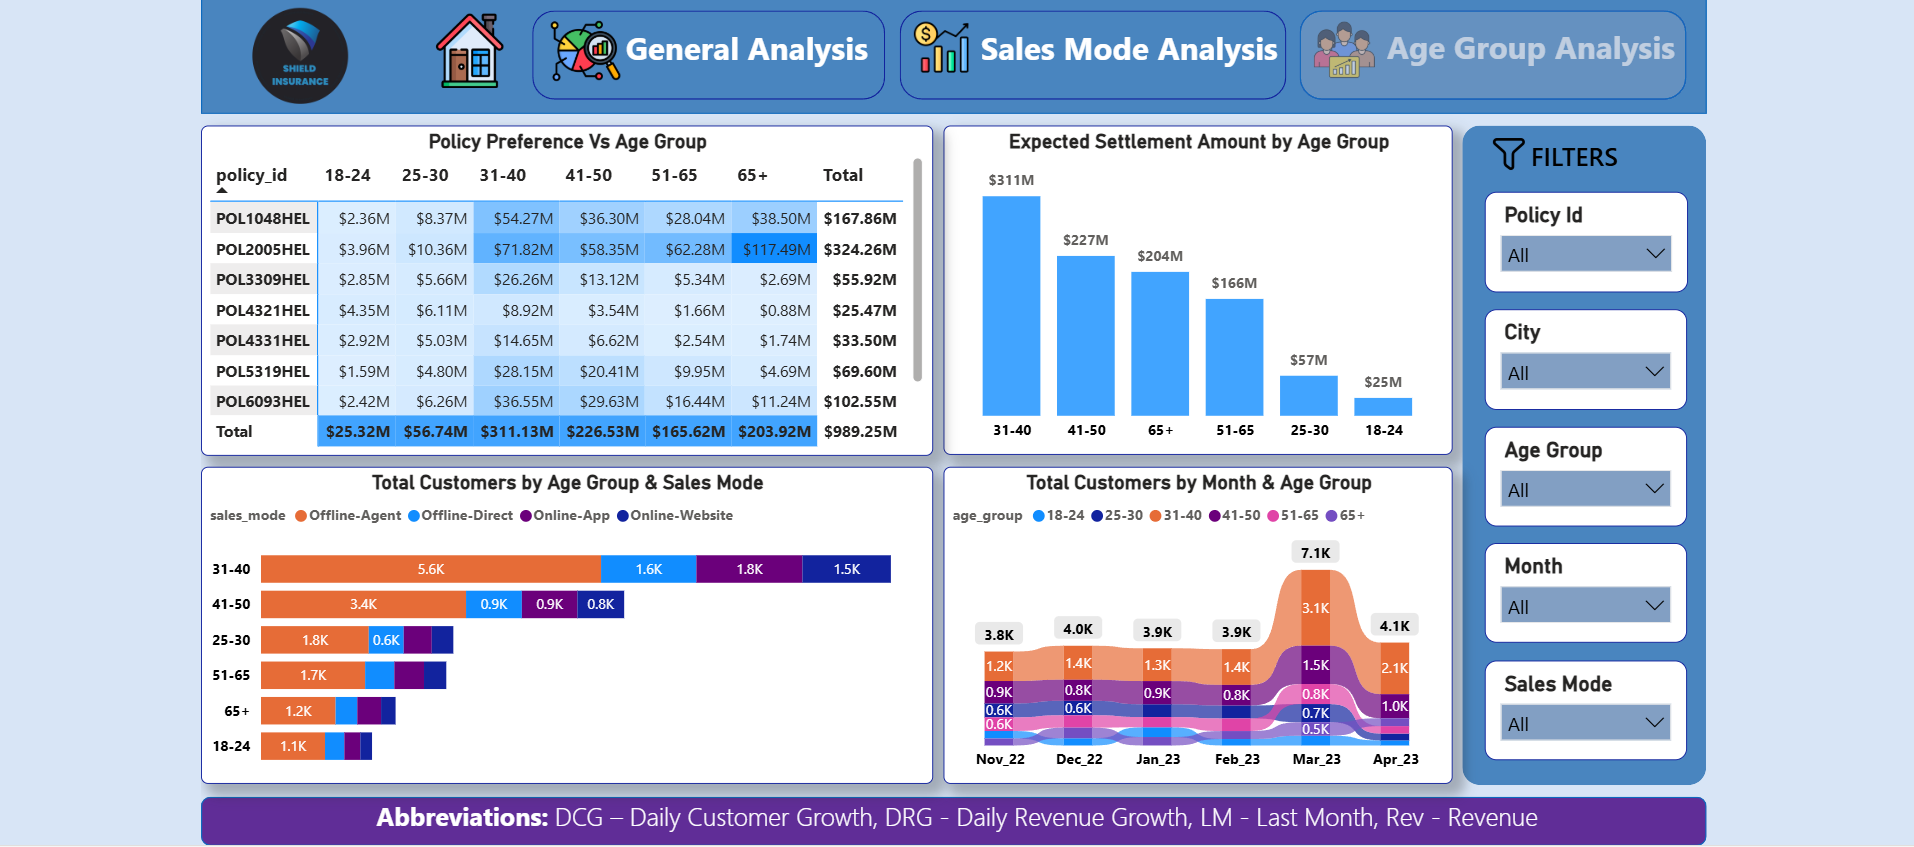 SHIELD
INSURANCE
General Analysis
Sales Mode Analysis
Age Group Analysis
Policy Preference Vs Age Group
policy_id 18-24 25-30 31-40 41-50 51-65 65+ Total
POL1048HEL $2.36M $8.37M $54.27M $36.30M $28.04M $38.50M $167.86M
POL2005HEL $3.96M $10.36M $71.82M $58.35M $62.28M $117.49M $324.26M
POL3309HEL $2.85M $5.66M $26.26M $13.12M $5.34M $2.69M $55.92M
POL4321HEL $4.35M $6.11M $8.92M $3.54M $1.66M $0.88M $25.47M
POL4331HEL $2.92M $5.03M $14.65M $6.62M $2.54M $1.74M $33.50M
POL5319HEL $1.59M $4.80M $28.15M $20.41M $9.95M $4.69M $69.60M
POL6093HEL $2.42M $6.26M $36.55M $29.63M $16.44M $11.24M $102.55M
Total $25.32M $56.74M $311.13M $226.53M $165.62M $203.92M $989.25M
Expected Settlement Amount by Age Group
$311M
$227M
$204M
$166M
$57M
$25M
31-40 41-50 65+ 51-65 25-30 18-24
FILTERS
Policy Id
All
City
All
Age Group
All
Month
All
Sales Mode
All
Total Customers by Age Group & Sales Mode
sales_mode Offline-Agent Offline-Direct Online-App Online-Website
31-40 5.6K 1.6K 1.8K 1.5K
41-50 3.4K 0.9K 0.9K 0.8K
25-30 1.8K 0.6K
51-65 1.7K
65+ 1.2K
18-24 1.1K
Total Customers by Month & Age Group
age_group 18-24 25-30 31-40 41-50 51-65 65+
3.8K
1.2K
0.9K
0.6K
0.6K
4.0K
1.4K
0.8K
0.6K
3.9K
1.3K
0.9K
3.9K
1.4K
0.8K
7.1K
3.1K
1.5K
0.8K
0.7K
0.5K
4.1K
2.1K
1.0K
Nov_22 Dec_22 Jan_23 Feb_23 Mar_23 Apr_23
Abbreviations: DCG – Daily Customer Growth, DRG - Daily Revenue Growth, LM - Last Month, Rev - Revenue